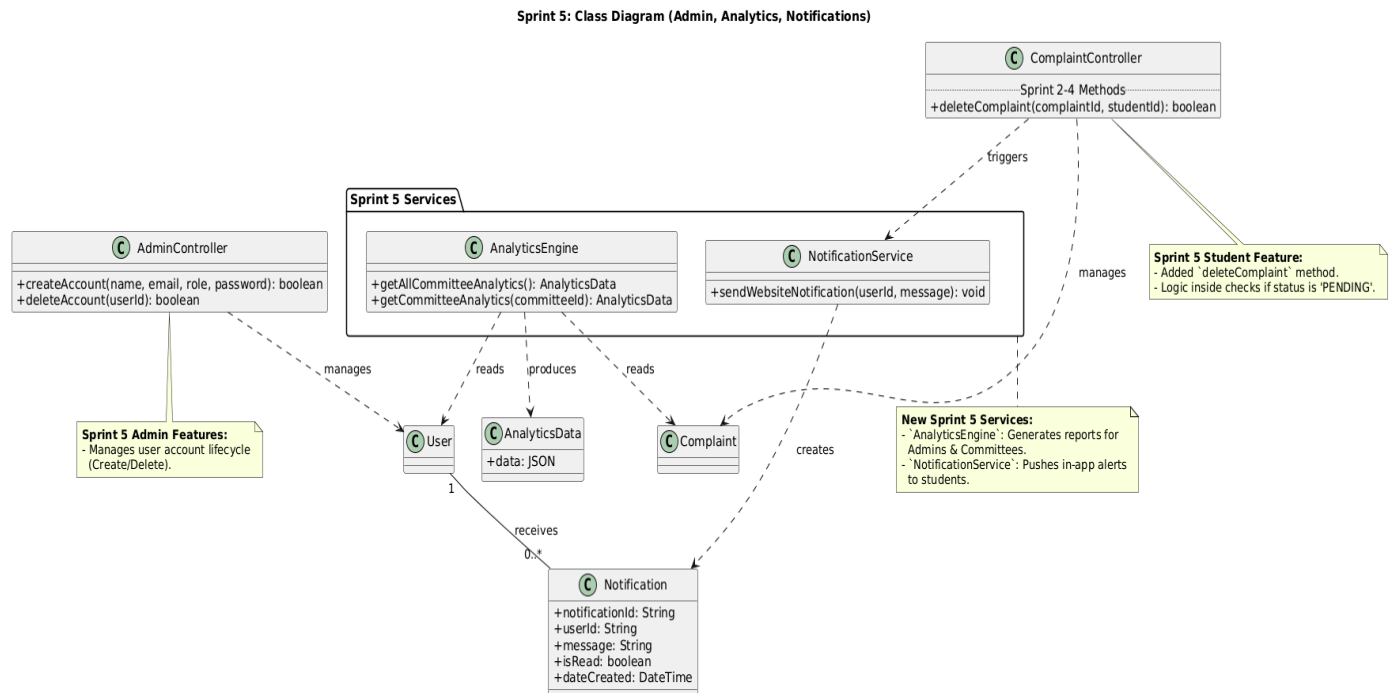 Sprint 5: Class Diagram (Admin, Analytics, Notifications)
C ComplaintController
Sprint 2-4 Methods
+deleteComplaint(complaintId, studentId): boolean
triggers
manages
Sprint 5 Student Feature:
- Added `deleteComplaint` method.
- Logic inside checks if status is 'PENDING'.
Sprint 5 Services
C AdminController
+createAccount(name, email, role, password): boolean
+deleteAccount(userId): boolean
C AnalyticsEngine
+getAllCommitteeAnalytics(): AnalyticsData
+getCommitteeAnalytics(committeeId): AnalyticsData
C NotificationService
+sendWebsiteNotification(userId, message): void
manages
reads
produces
reads
Sprint 5 Admin Features:
- Manages user account lifecycle
(Create/Delete).
C User
C AnalyticsData
+data: JSON
C Complaint
New Sprint 5 Services:
- `AnalyticsEngine`: Generates reports for
Admins & Committees.
- `NotificationService`: Pushes in-app alerts
to students.
creates
1
receives
0..*
C Notification
+notificationId: String
+userId: String
+message: String
+isRead: boolean
+dateCreated: DateTime